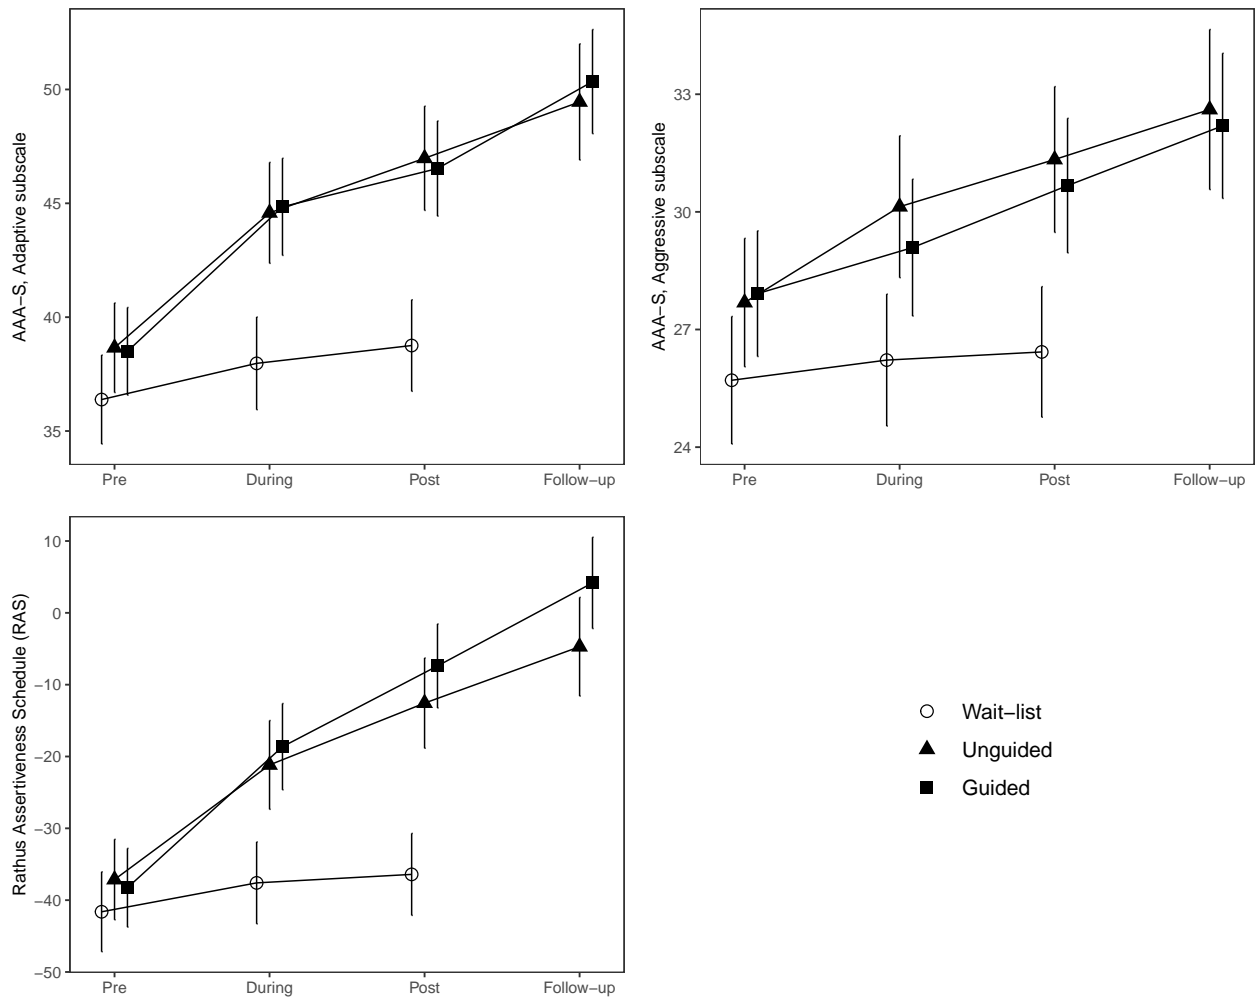 AAA−S, Adaptive subscale
50
45
40
35
Pre During Post Follow−up
AAA−S, Aggressive subscale
33
30
27
24
Pre During Post Follow−up
Rathus Assertiveness Schedule (RAS)
10
0
−10
−20
−30
−40
−50
Pre During Post Follow−up
Wait−list
Unguided
Guided